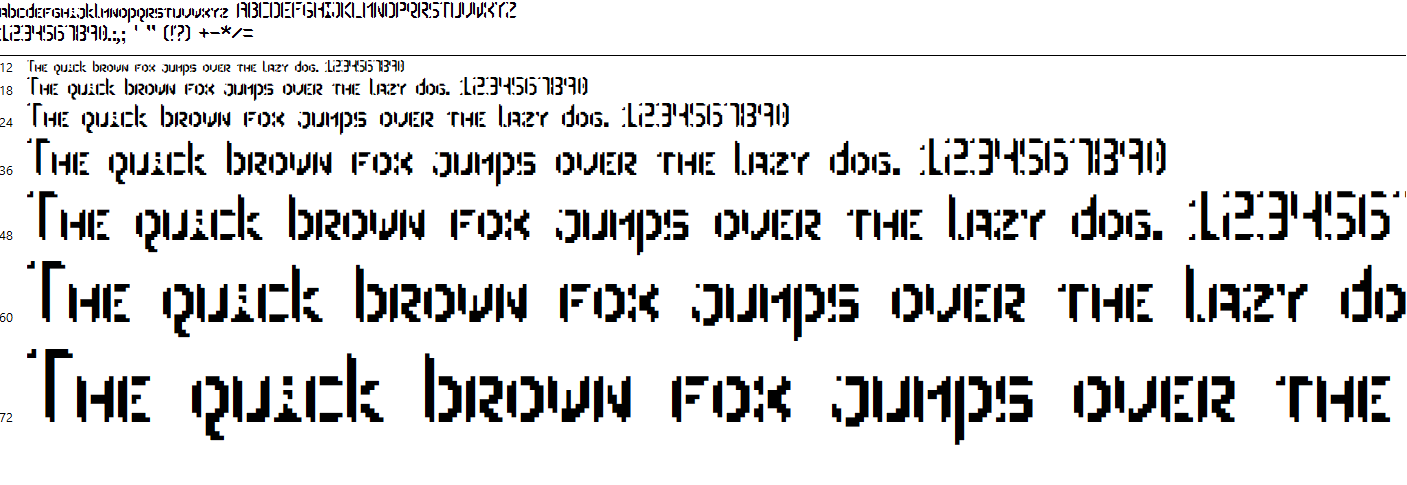 abcdefghijklmnopqrstuvwxyz ABCDEFGHIJKLMNOPQRSTUVWXYZ
1234567890.:,; ' " (!?) +-*/=
12 The quick brown fox jumps over the lazy dog. 1234567890
18 The quick brown fox jumps over the lazy dog. 1234567890
24 The quick brown fox jumps over the lazy dog. 1234567890
36 The quick brown fox jumps over the lazy dog. 1234567890
48 The quick brown fox jumps over the lazy dog. 123456
60 The quick brown fox jumps over the lazy do
72 The quick brown fox jumps over the